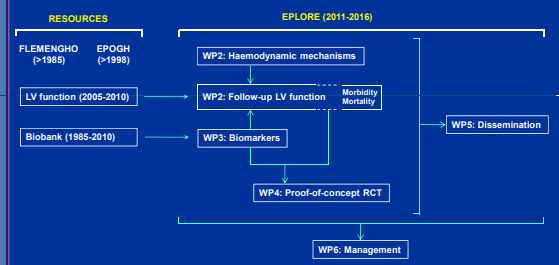 RESOURCES
EPLORE (2011-2016)
FLEMENGHO
(>1985)
EPOGH
(>1998)
WP2: Haemodynamic mechanisms
LV function (2005-2010)
WP2: Follow-up LV function
Morbidity
Mortality
WP5: Dissemination
Biobank (1985-2010)
WP3: Biomarkers
WP4: Proof-of-concept RCT
WP6: Management